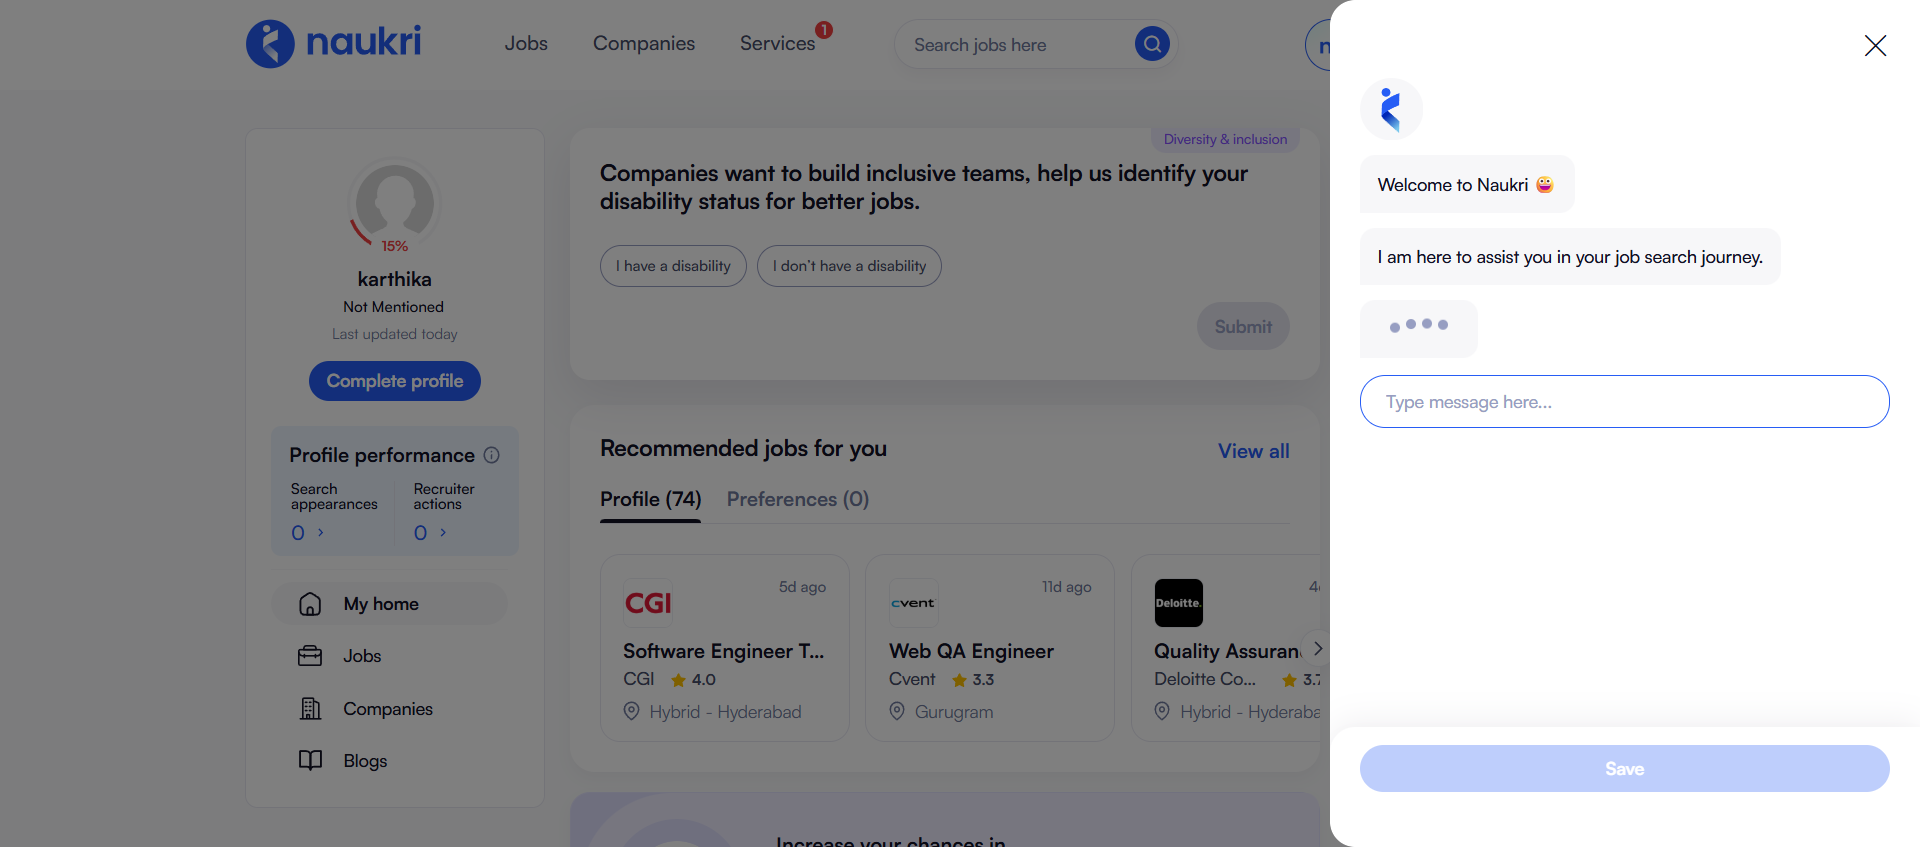 naukri
Jobs
Companies
Services
1
Search jobs here
n
15%
karthika
Not Mentioned
Last updated today
Complete profile
Profile performance
Search
appearances
0
Recruiter
actions
0
My home
Jobs
Companies
Blogs
Diversity & inclusion
Companies want to build inclusive teams, help us identify your
disability status for better jobs.
I have a disability
I don't have a disability
Submit
Recommended jobs for you
View all
Profile (74)
Preferences (0)
CGI
5d ago
Software Engineer T...
CGI
4.0
Hybrid - Hyderabad
cvent
11d ago
Web QA Engineer
Cvent
3.3
Gurugram
Deloitte.
Quality Assuran
Deloitte Co...
3.7
Hybrid - Hyderaba
Increase your chances in
Welcome to Naukri
I am here to assist you in your job search journey.
Type message here...
Save